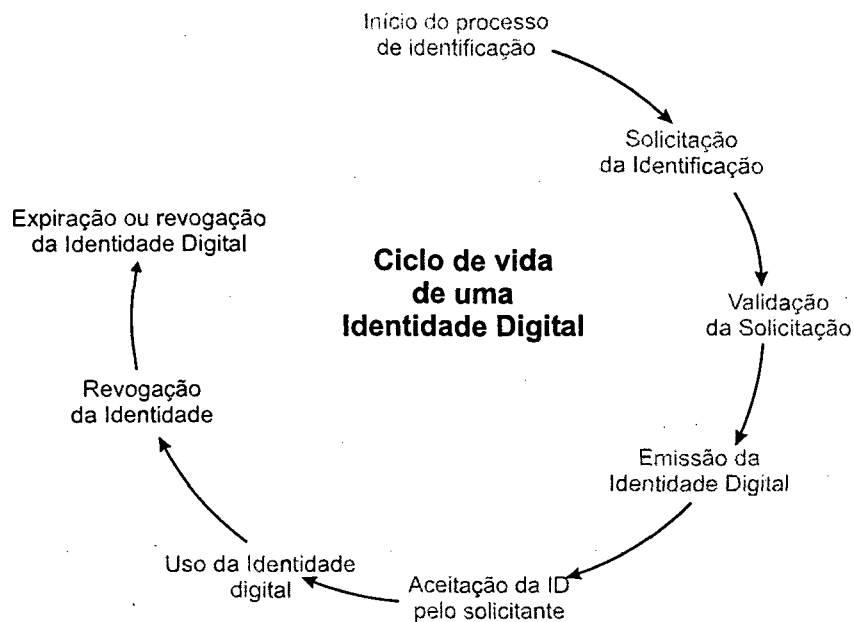 Início do processo
de identificação
Solicitação
da Identificação
Validação
da Solicitação
Emissão da
Identidade Digital
Aceitação da ID
pelo solicitante
Uso da Identidade
digital
Revogação
da Identidade
Expiração ou revogação
da Identidade Digital
Ciclo de vida
de uma
Identidade Digital